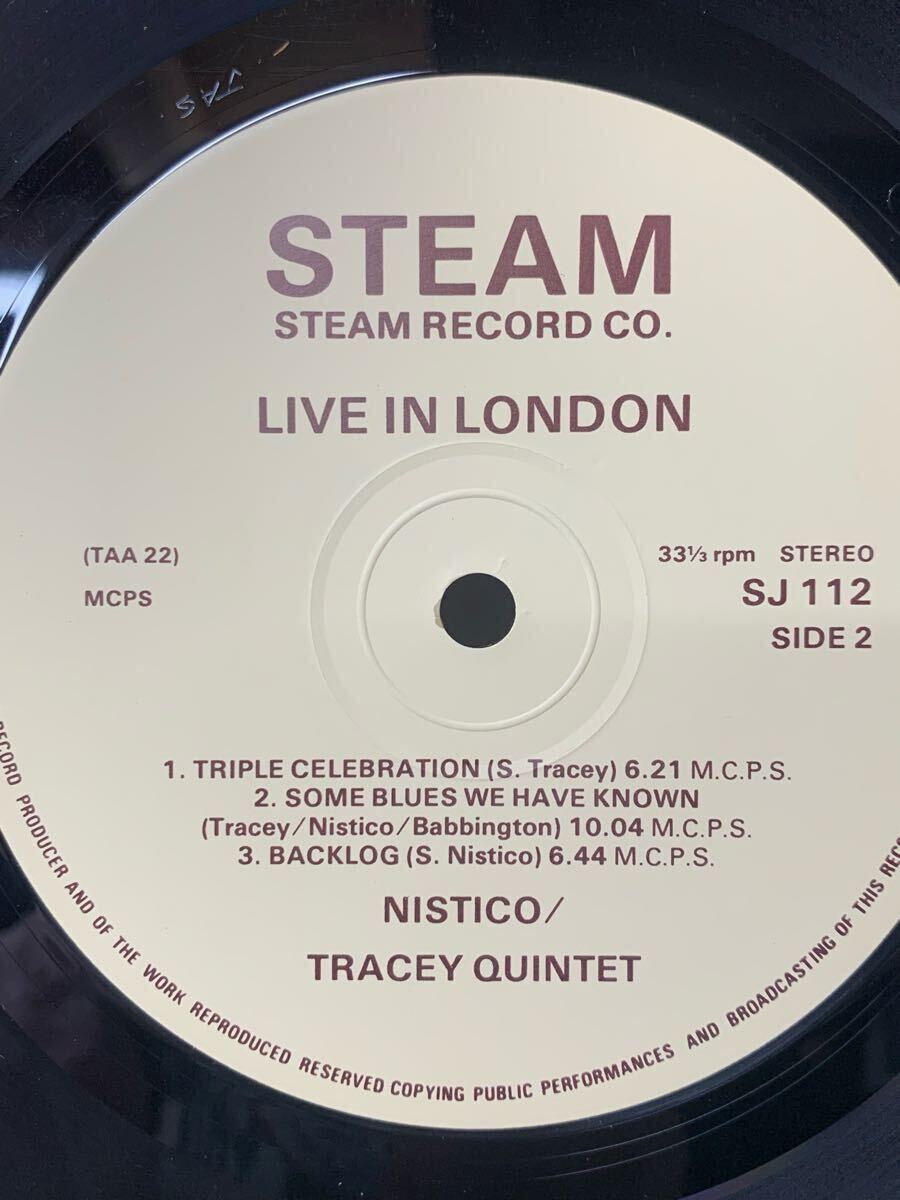 JAS
STEAM
STEAM RECORD CO.
LIVE IN LONDON
(TAA 22)
MCPS
33⅓ rpm STEREO
SJ 112
SIDE 2
1. TRIPLE CELEBRATION (S. Tracey) 6.21 M.C.P.S.
2. SOME BLUES WE HAVE KNOWN
(Tracey/Nistico/Babbington) 10.04 M.C.P.S.
3. BACKLOG (S. Nistico) 6.44 M.C.P.S.
NISTICO/
TRACEY QUINTET
RECORD PRODUCER AND OF THE WORK REPRODUCED RESERVED COPYING PUBLIC PERFORMANCES AND BROADCASTING OF THIS